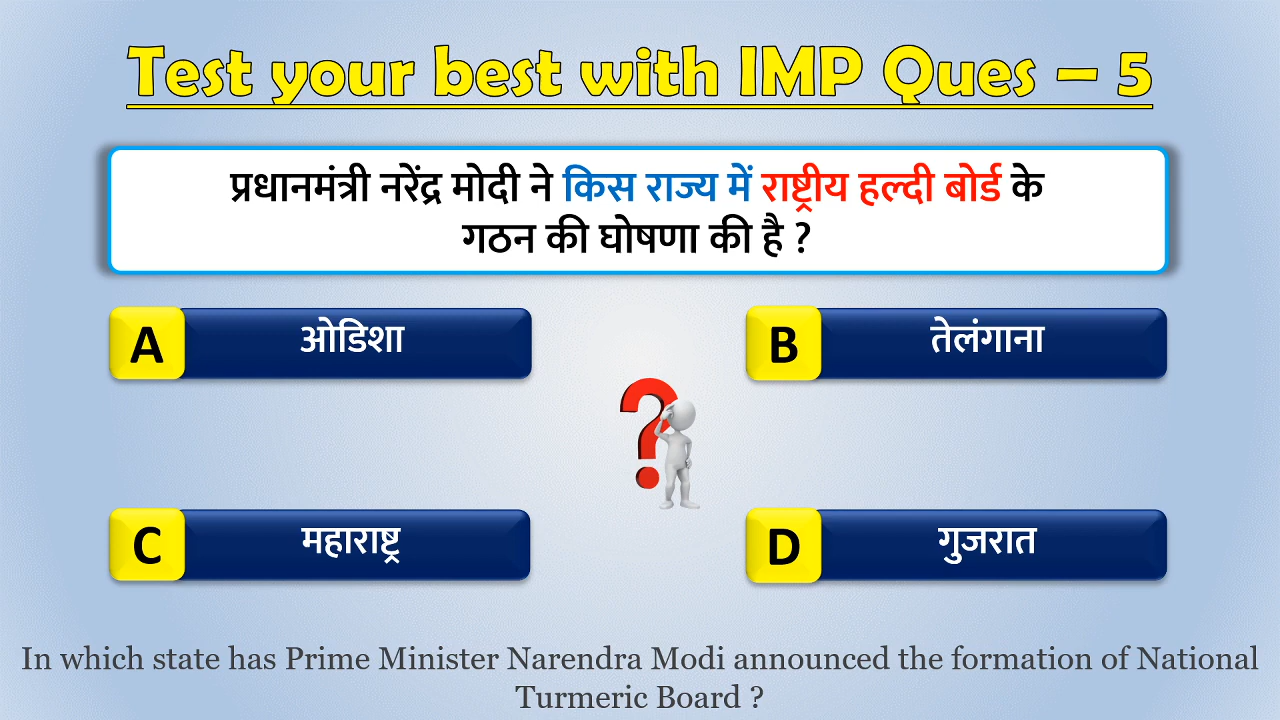 Test your best with IMP Ques – 5
प्रधानमंत्री नरेंद्र मोदी ने किस राज्य में राष्ट्रीय हल्दी बोर्ड के
गठन की घोषणा की है ?
A ओडिशा
B तेलंगाना
?
C महाराष्ट्र
D गुजरात
In which state has Prime Minister Narendra Modi announced the formation of National
Turmeric Board ?